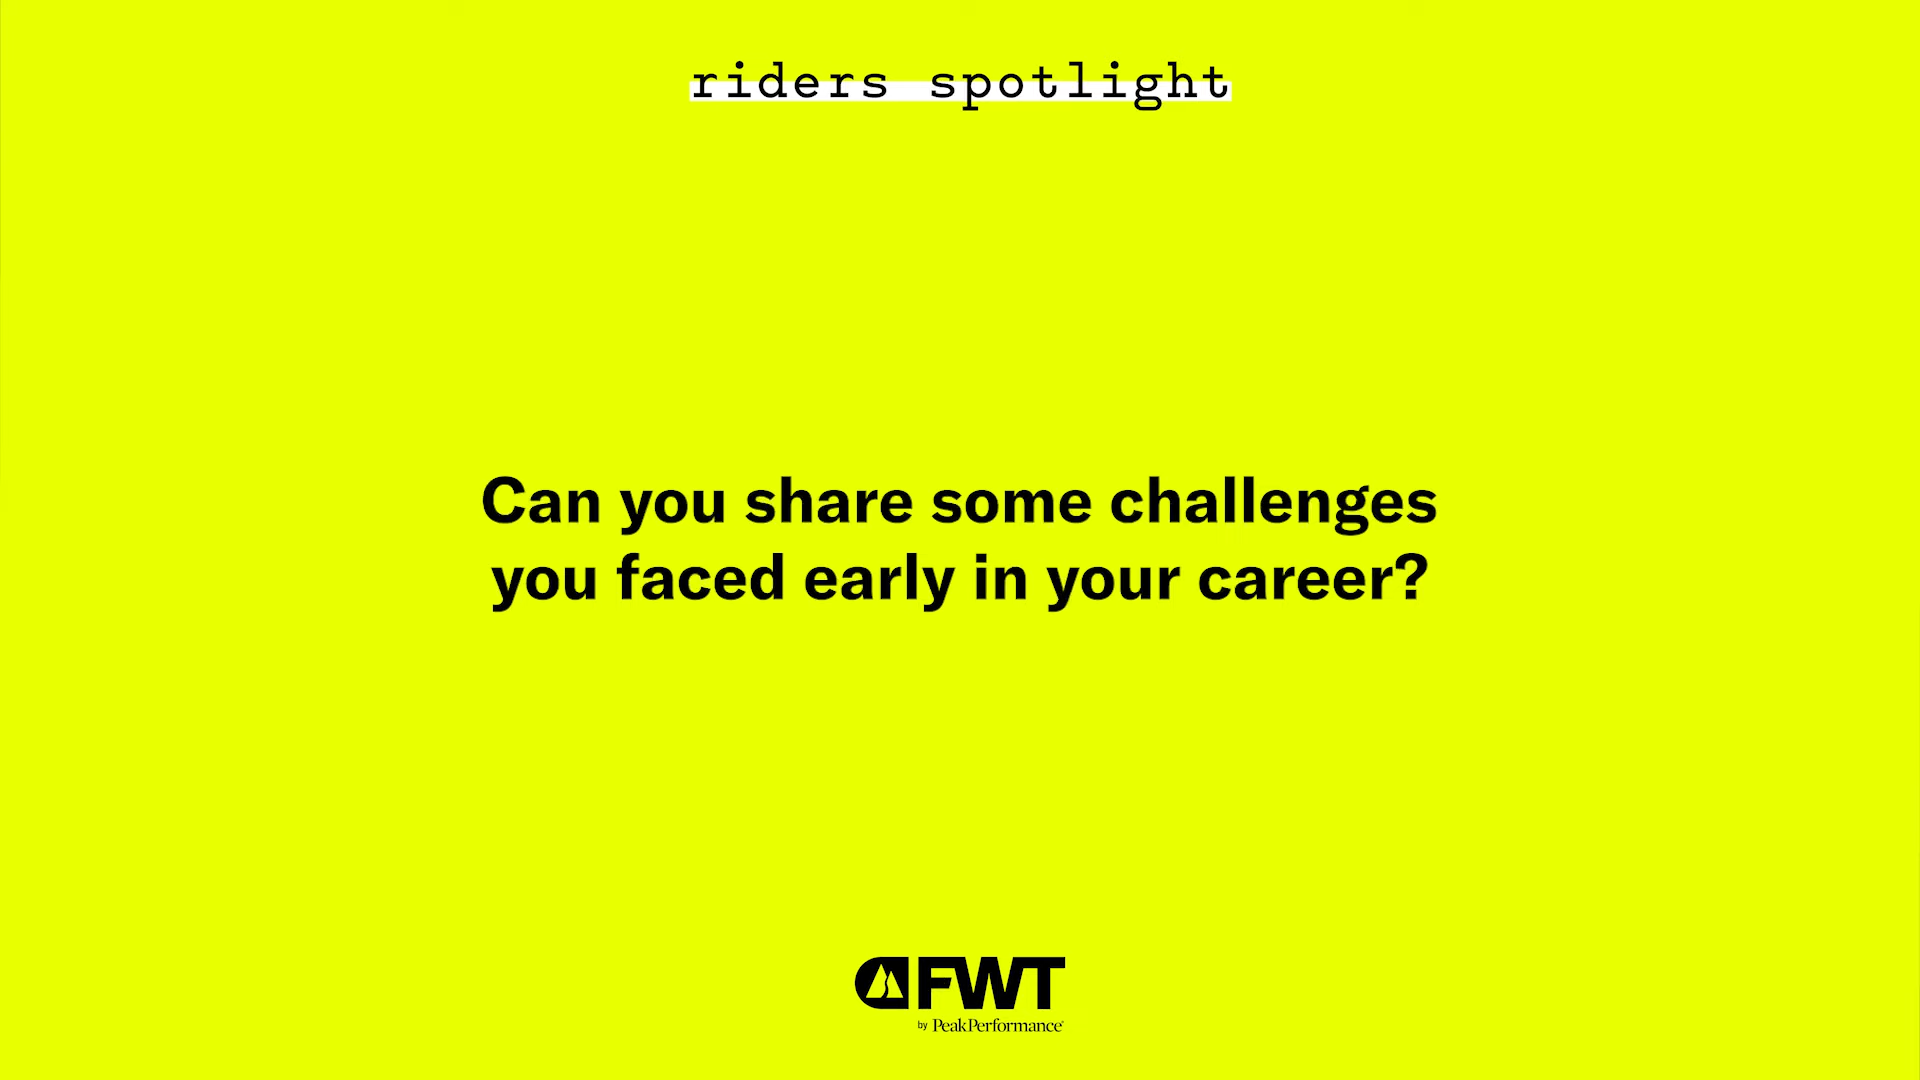 riders spotlight
Can you share some challenges
you faced early in your career?
FWT
by PeakPerformance